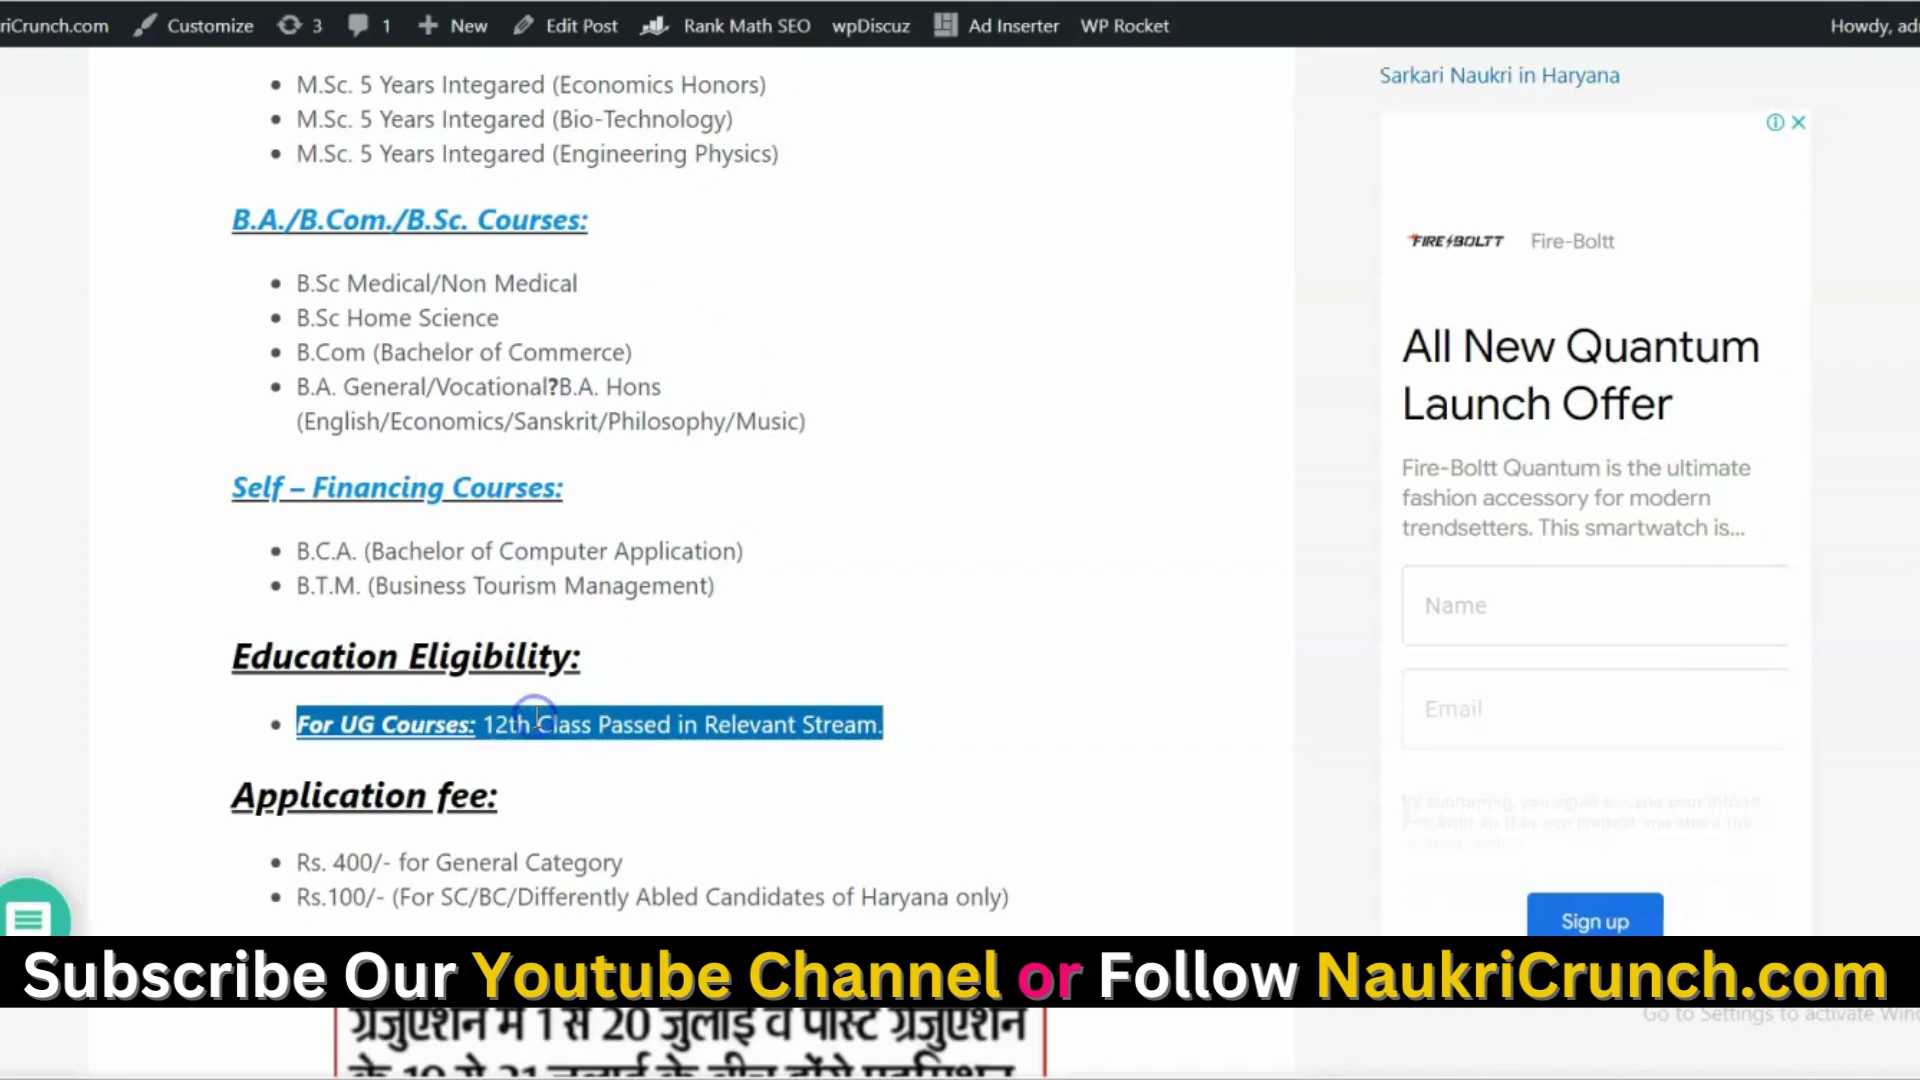 riCrunch.com Customize 3 1 New Edit Post Rank Math SEO wpDiscuz Ad Inserter WP Rocket Howdy, ad
M.Sc. 5 Years Integared (Economics Honors)
M.Sc. 5 Years Integared (Bio-Technology)
M.Sc. 5 Years Integared (Engineering Physics)
B.A./B.Com./B.Sc. Courses:
B.Sc Medical/Non Medical
B.Sc Home Science
B.Com (Bachelor of Commerce)
B.A. General/Vocational?B.A. Hons
(English/Economics/Sanskrit/Philosophy/Music)
Self – Financing Courses:
B.C.A. (Bachelor of Computer Application)
B.T.M. (Business Tourism Management)
Education Eligibility:
For UG Courses: 12th Class Passed in Relevant Stream.
Application fee:
Rs. 400/- for General Category
Rs.100/- (For SC/BC/Differently Abled Candidates of Haryana only)
Sarkari Naukri in Haryana
FIRE BOLTT Fire-Boltt
All New Quantum
Launch Offer
Fire-Boltt Quantum is the ultimate
fashion accessory for modern
trendsetters. This smartwatch is...
Name
Email
Sign up
Subscribe Our Youtube Channel or Follow NaukriCrunch.com
Go to Settings to activate Win
ग्रेजुएशन में 1 से 20 जुलाई व पोस्ट ग्रेजुएशन